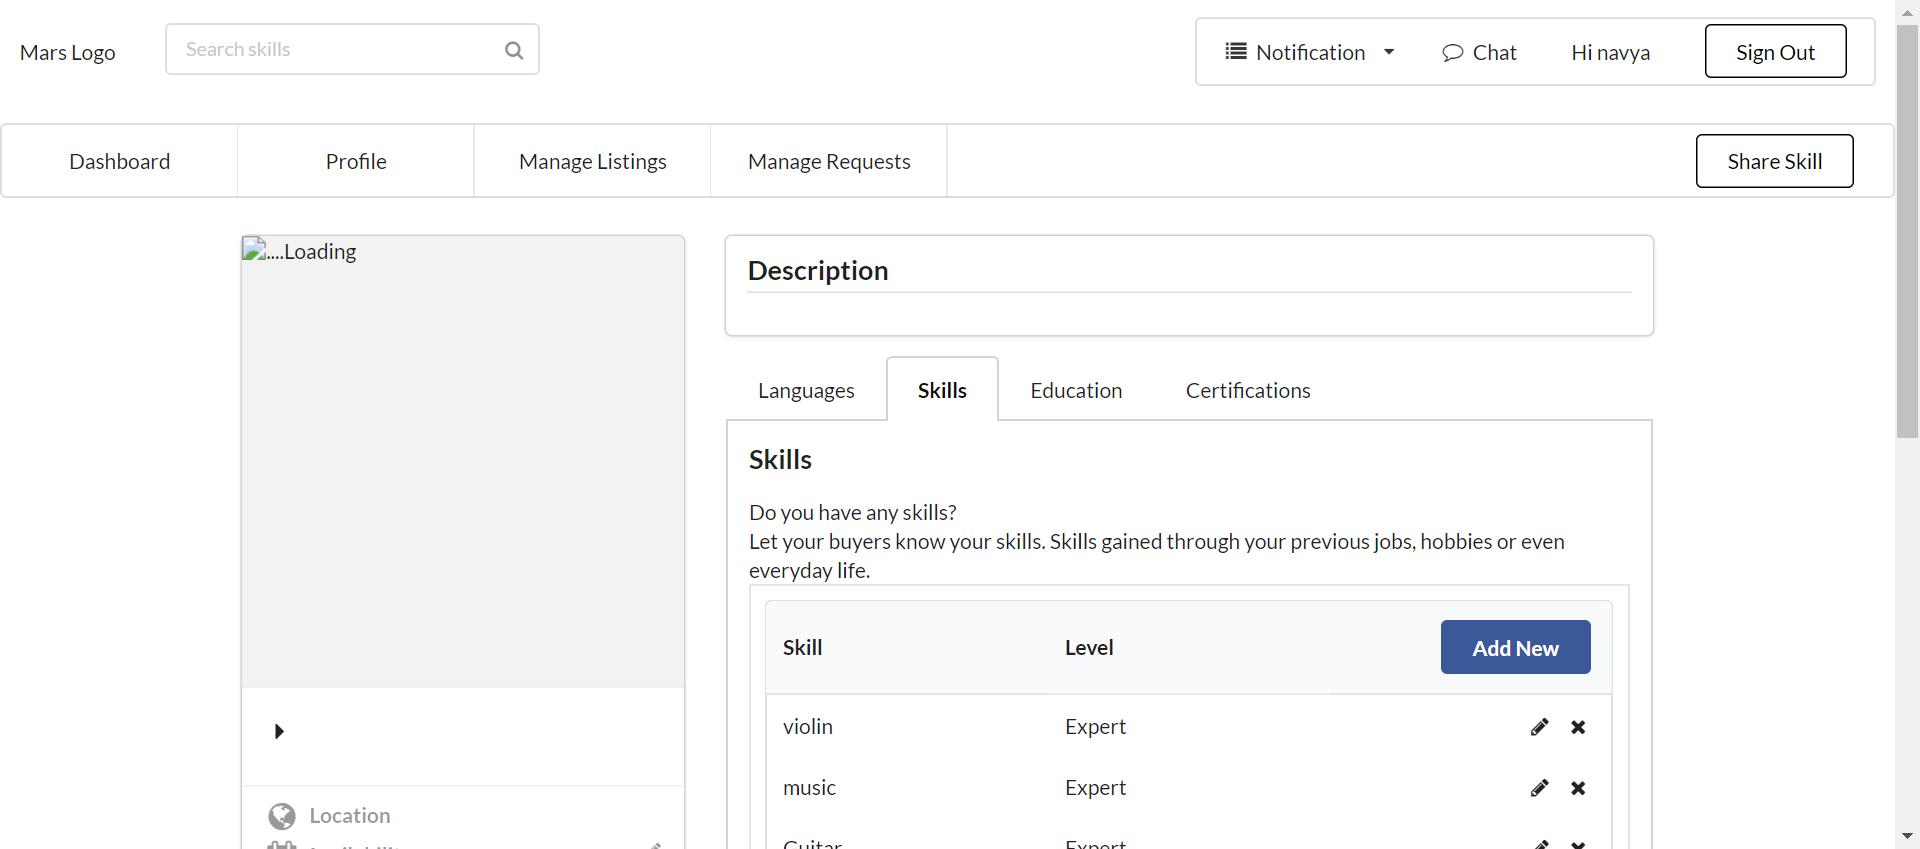 Mars Logo
Search skills
Notification
Chat
Hi navya
Sign Out
Dashboard
Profile
Manage Listings
Manage Requests
Share Skill
....Loading
Description
Languages
Skills
Education
Certifications
Skills
Do you have any skills?
Let your buyers know your skills. Skills gained through your previous jobs, hobbies or even
everyday life.
Skill
Level
Add New
violin
Expert
music
Expert
Guitar
Expert
Location